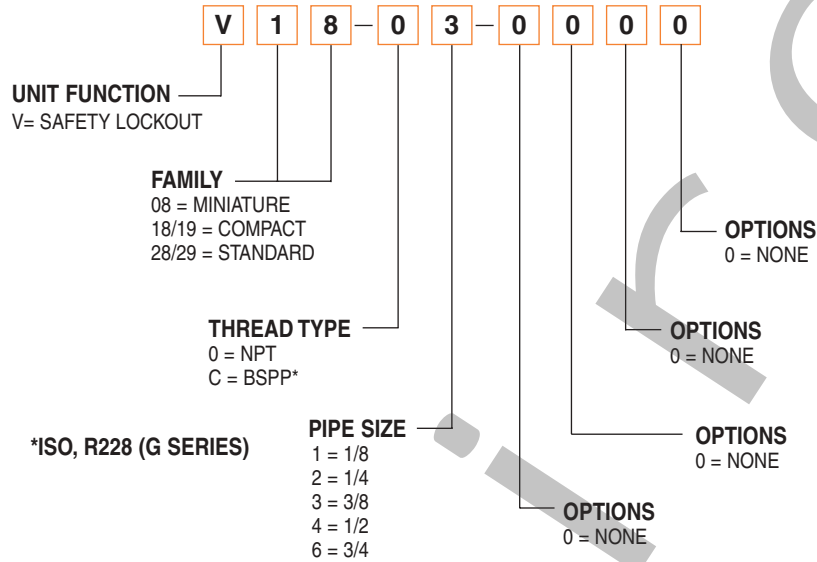 V 1 8 - 0 3 - 0 0 0 0
UNIT FUNCTION
V= SAFETY LOCKOUT
FAMILY
08 = MINIATURE
18/19 = COMPACT
28/29 = STANDARD
THREAD TYPE
0 = NPT
C = BSPP*
*ISO, R228 (G SERIES)
PIPE SIZE
1 = 1/8
2 = 1/4
3 = 3/8
4 = 1/2
6 = 3/4
OPTIONS
0 = NONE
OPTIONS
0 = NONE
OPTIONS
0 = NONE
OPTIONS
0 = NONE